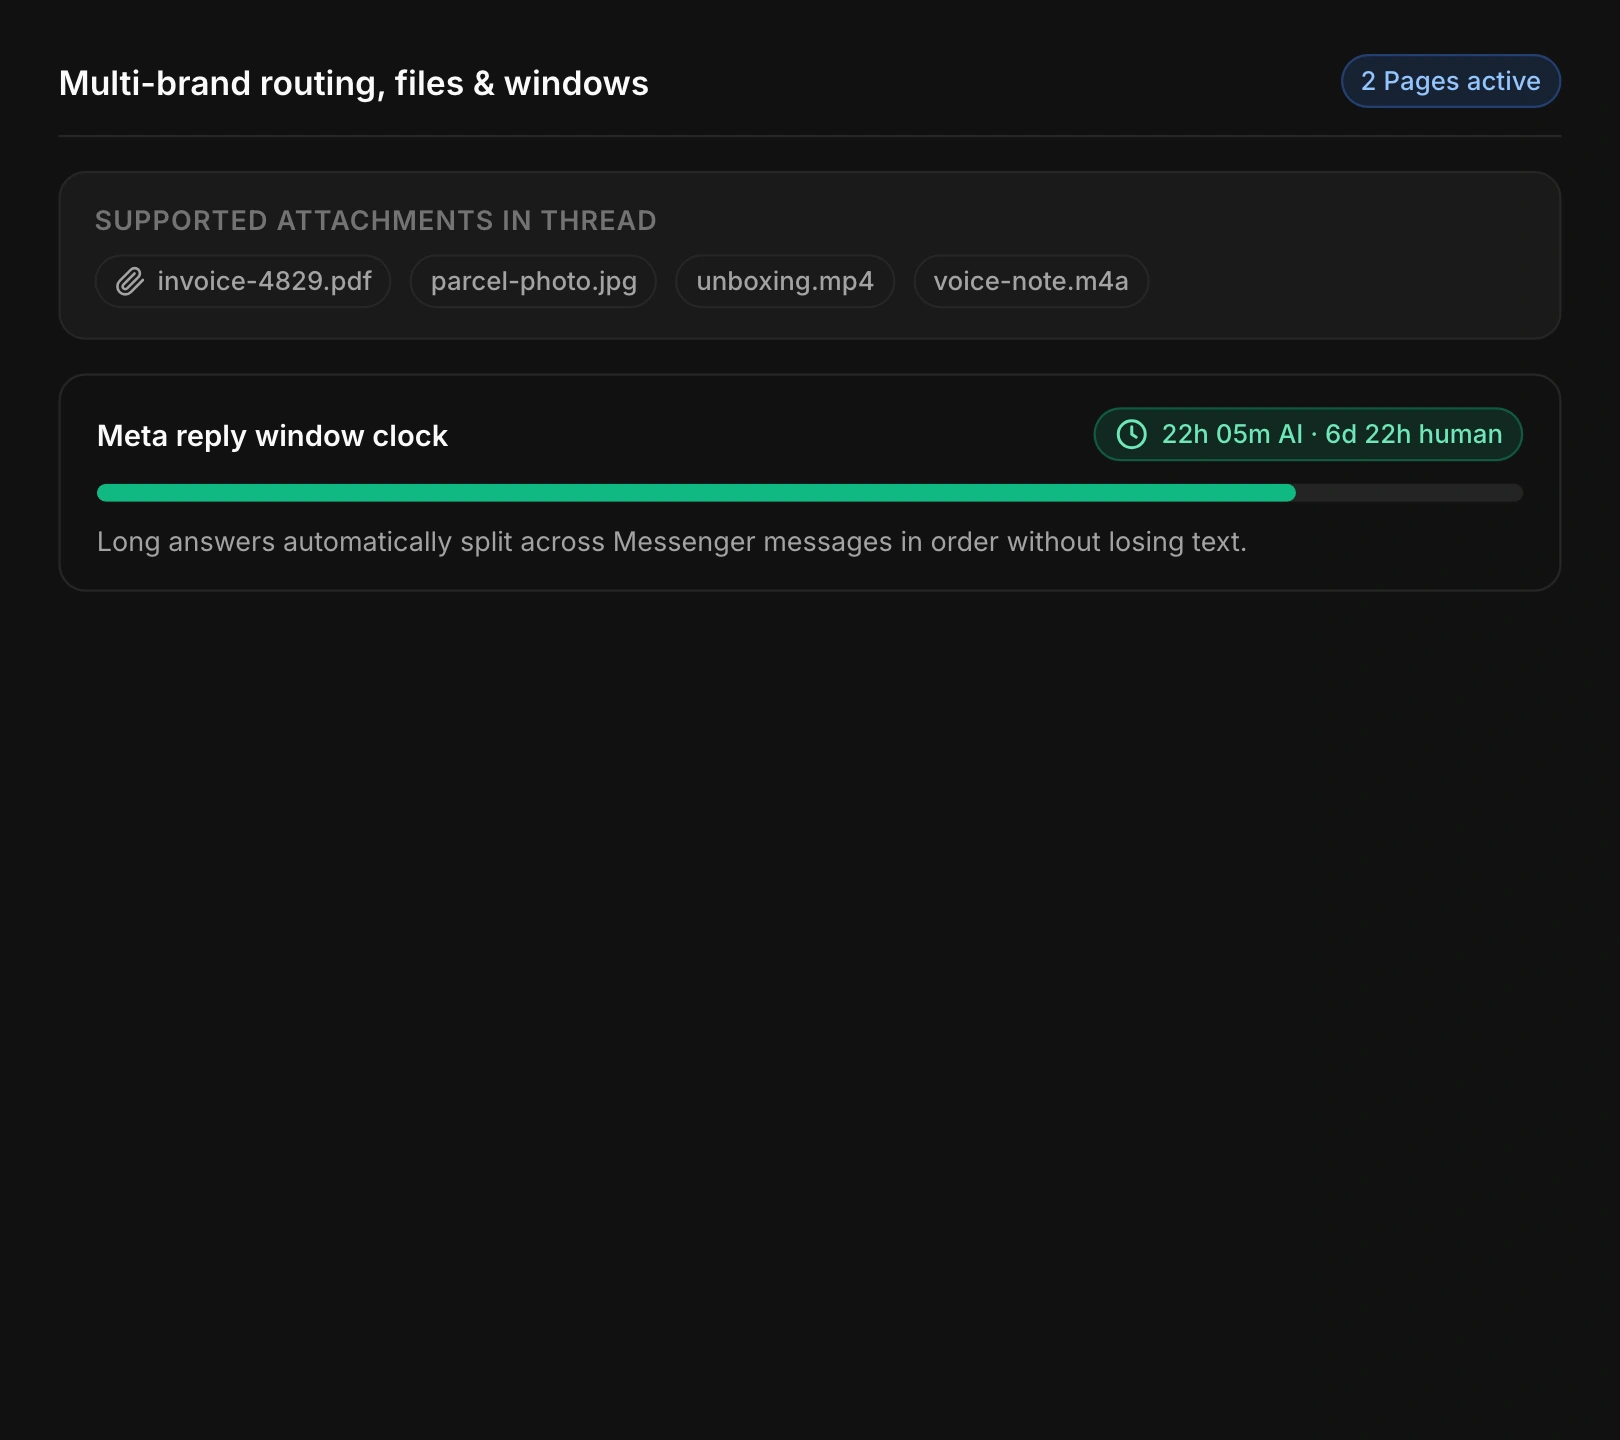 Multi-brand routing, files & windows
2 Pages active
SUPPORTED ATTACHMENTS IN THREAD
invoice-4829.pdf parcel-photo.jpg unboxing.mp4 voice-note.m4a
Meta reply window clock
22h 05m AI · 6d 22h human
Long answers automatically split across Messenger messages in order without losing text.